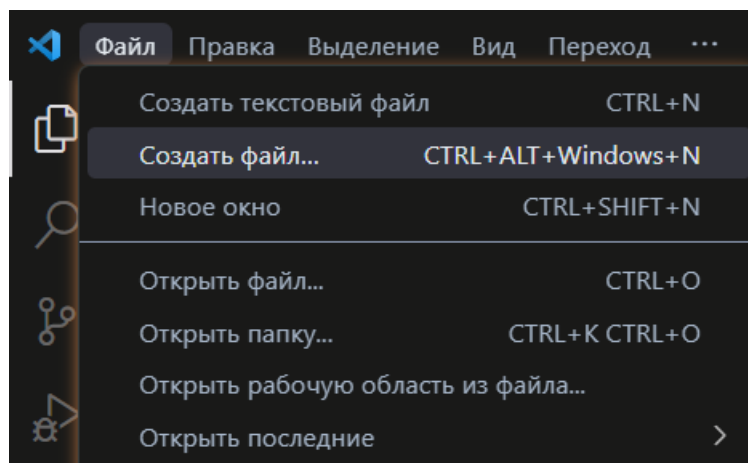 Файл Правка Выделение Вид Переход ...
Создать текстовый файл CTRL+N
Создать файл... CTRL+ALT+Windows+N
Новое окно CTRL+SHIFT+N
Открыть файл... CTRL+O
Открыть папку... CTRL+K CTRL+O
Открыть рабочую область из файла...
Открыть последние